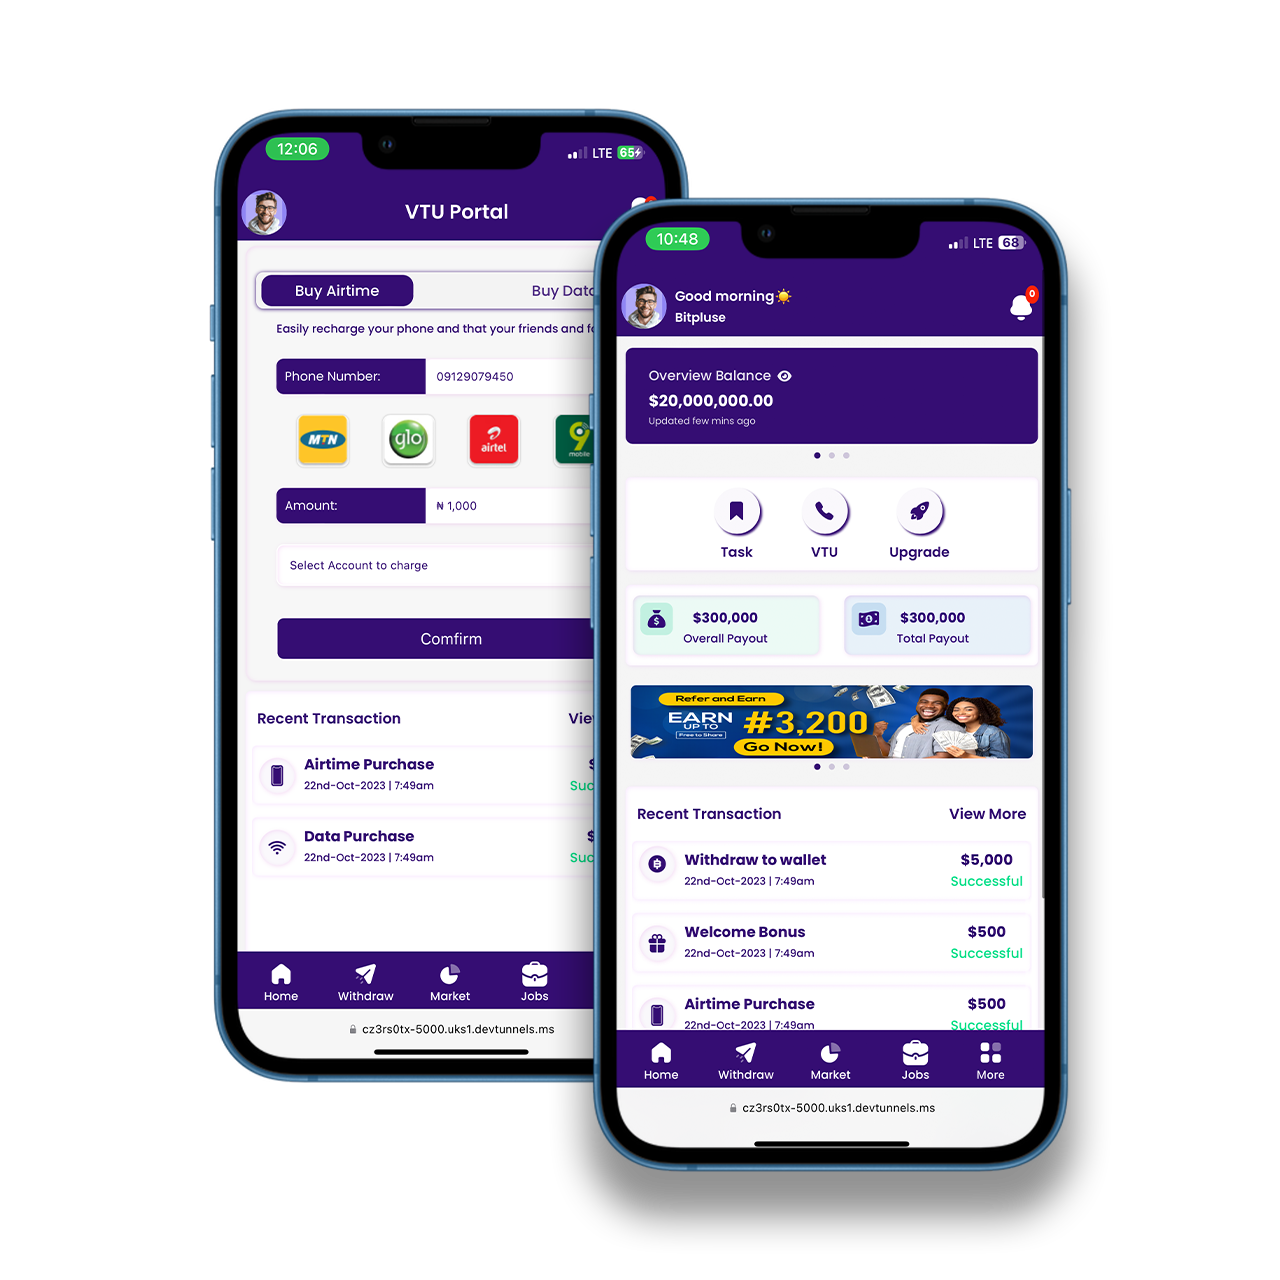 12:06
LTE 65
VTU Portal
Buy Airtime
Buy Data
Easily recharge your phone and that your friends and
Phone Number:
09129079450
MTN
glo
airtel
9
mobile
Amount:
₦ 1,000
Select Account to charge
Comfirm
Recent Transaction
Airtime Purchase
22nd-Oct-2023 | 7:49am
Data Purchase
22nd-Oct-2023 | 7:49am
Home
Withdraw
Market
Jobs
cz3rs0tx-5000.uks1.devtunnels.ms
10:48
LTE 68
Good morning☀️
0
Bitpluse
Overview Balance
$20,000,000.00
Updated few mins ago
Task
VTU
Upgrade
$300,000
Overall Payout
$300,000
Total Payout
Refer and Earn
EARN
UP TO
Free to Share
#3,200
Go Now!
Recent Transaction
View More
Withdraw to wallet
$5,000
22nd-Oct-2023 | 7:49am
Successful
Welcome Bonus
$500
22nd-Oct-2023 | 7:49am
Successful
Airtime Purchase
$500
22nd-Oct-2023 | 7:49am
Successful
Home
Withdraw
Market
Jobs
More
cz3rs0tx-5000.uks1.devtunnels.ms